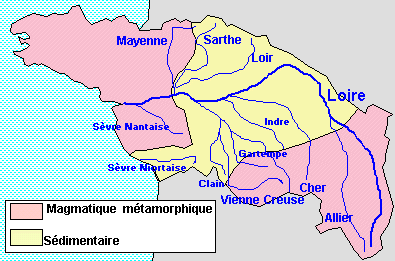 Mayenne
Sarthe
Loir
Loire
Sèvre Nantaise
Indre
Sèvre Niortaise
Gartempe
Clain
Cher
Vienne Creuse
Allier
Magmatique métamorphique
Sédimentaire